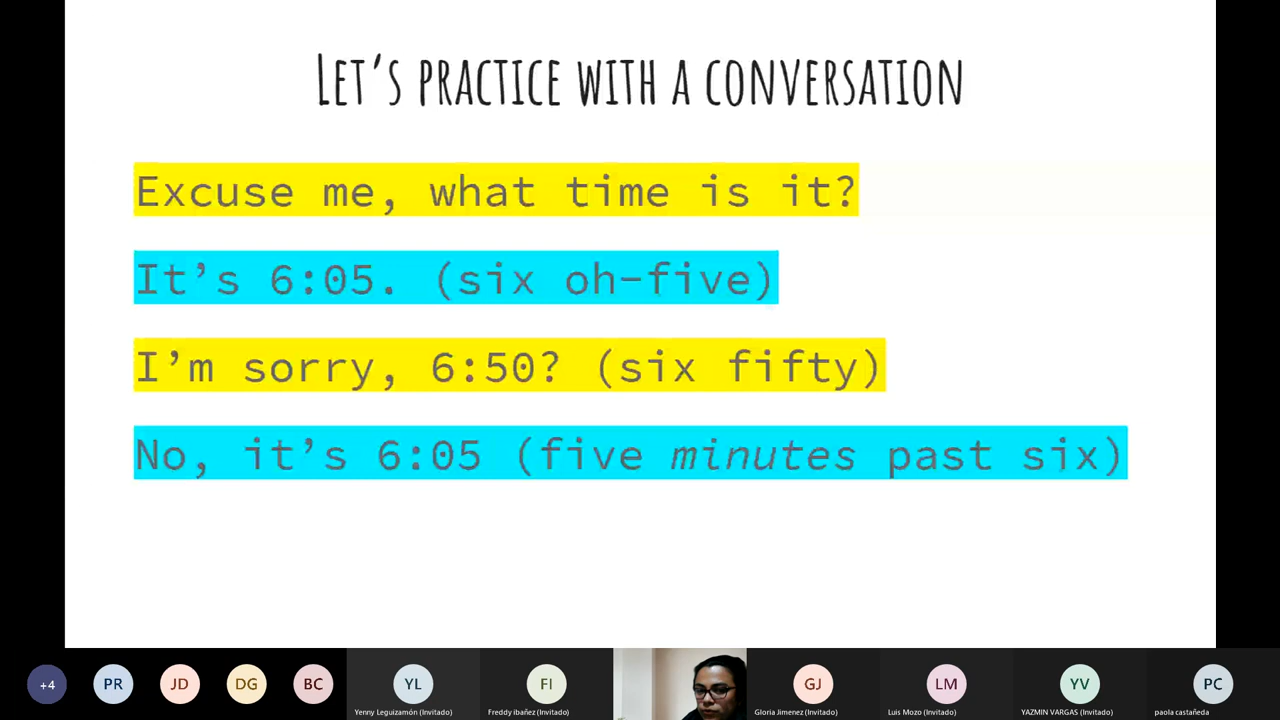 Let's practice with a conversation
Excuse me, what time is it?
It's 6:05. (six oh-five)
I'm sorry, 6:50? (six fifty)
No, it's 6:05 (five minutes past six)
+4
PR
JD
DG
BC
YL
FI
GJ
LM
YV
PC
Yenny Leguizamón (Invitado)
Freddy ibañez (Invitado)
Gloria Jimenez (Invitado)
Luis Mozo (Invitado)
YAZMIN VARGAS (Invitado)
paola castañeda